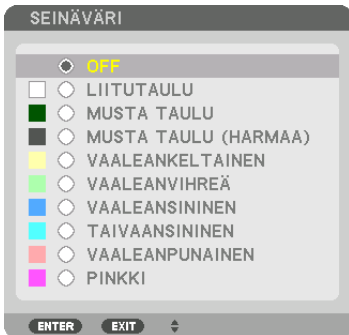 SEINÄVÄRI
OFF
LIITUTAULU
MUSTA TAULU
MUSTA TAULU (HARMAA)
VAALEANKELTAINEN
VAALEANVIHREÄ
VAALEANSININEN
TAIVAANSININEN
VAALEANPUNAINEN
PINKKI
ENTER EXIT